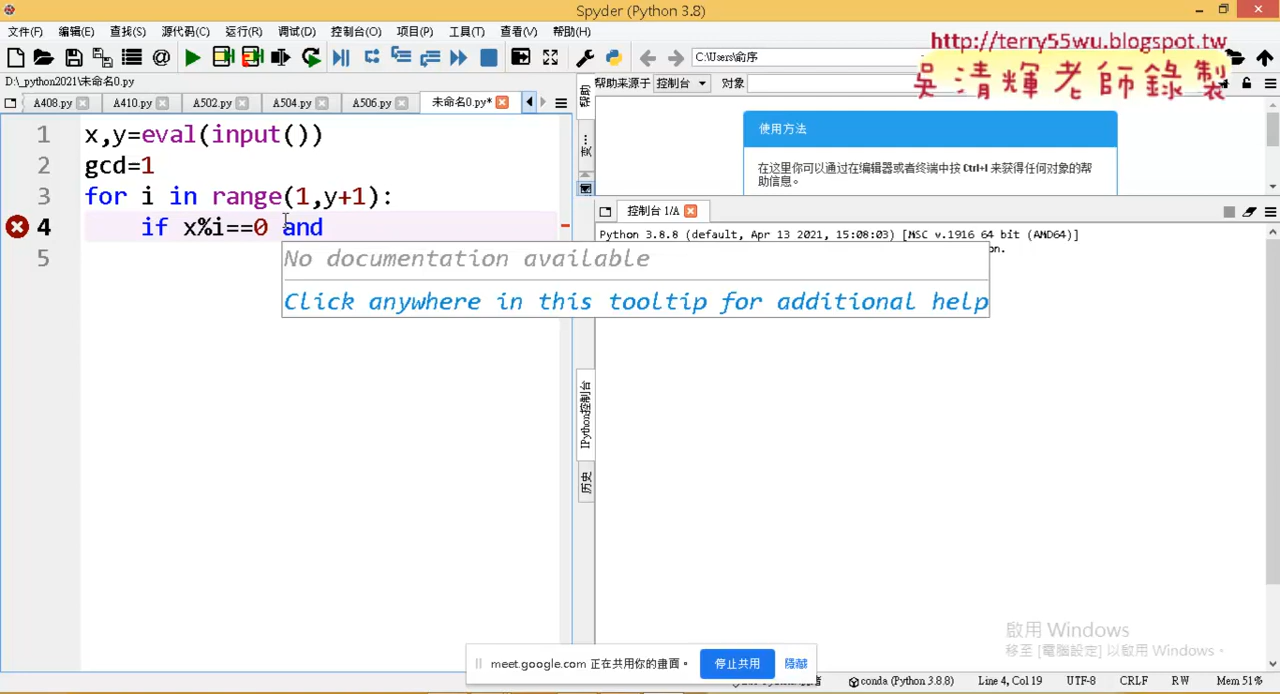 Spyder (Python 3.8)
文件(F) 编辑(E) 查找(S) 源代码(C) 运行(R) 调试(D) 控制台(O) 项目(P) 工具(T) 查看(V) 帮助(H)
http://terry55wu.blogspot.tw
吳清輝老師錄製
C:\Users\俞序
D:\_python2021\未命名0.py
帮助来源于 控制台 对象
A408.py A410.py A502.py A504.py A506.py 未命名0.py*
帮助
使用方法
在这里你可以通过在编辑器或者终端中按 Ctrl+I 来获得任何对象的帮
助信息。
1 x,y=eval(input())
2 gcd=1
3 for i in range(1,y+1):
4 if x%i==0 and
5
No documentation available
Click anywhere in this tooltip for additional help
控制台 1/A
Python 3.8.8 (default, Apr 13 2021, 15:08:03) [MSC v.1916 64 bit (AMD64)]
on.
IPython控制台
历史
啟用 Windows
移至 [電腦設定] 以啟用 Windows。
meet.google.com 正在共用你的畫面。 停止共用 隱藏
conda (Python 3.8.8) Line 4, Col 19 UTF-8 CRLF RW Mem 51%